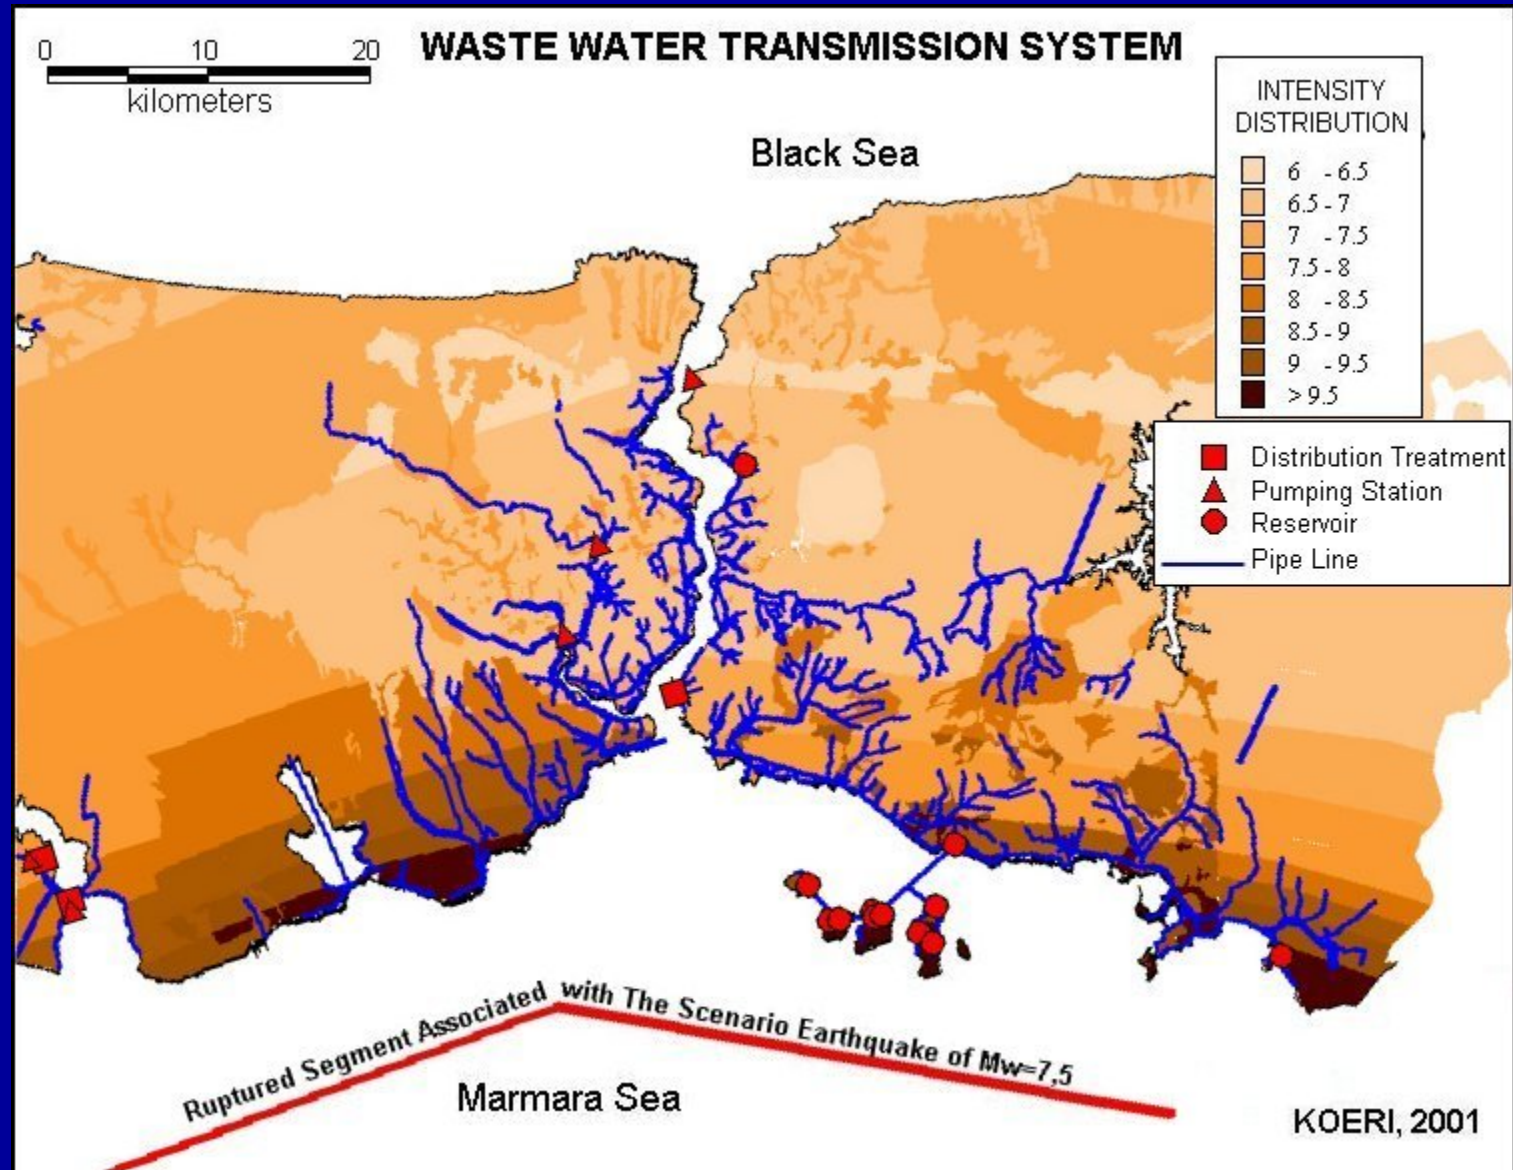 0 10 20
kilometers
WASTE WATER TRANSMISSION SYSTEM
Black Sea
INTENSITY
DISTRIBUTION
6 - 6.5
6.5 - 7
7 - 7.5
7.5 - 8
8 - 8.5
8.5 - 9
9 - 9.5
> 9.5
Distribution Treatment
Pumping Station
Reservoir
Pipe Line
Ruptured Segment Associated with The Scenario Earthquake of Mw=7,5
Marmara Sea
KOERI, 2001